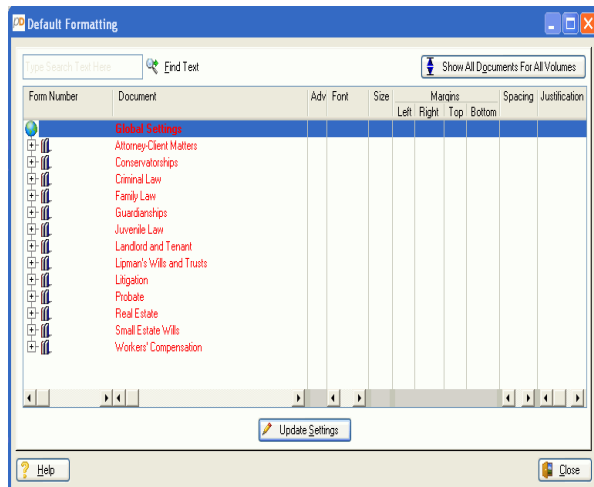 Default Formatting
Type Search Text Here Find Text Show All Documents For All Volumes
Form Number Document Adv Font Size Margins Spacing Justification
Left Right Top Bottom
Global Settings
Attorney-Client Matters
Conservatorships
Criminal Law
Family Law
Guardianships
Juvenile Law
Landlord and Tenant
Lipman's Wills and Trusts
Litigation
Probate
Real Estate
Small Estate Wills
Workers' Compensation
Update Settings
Help Close